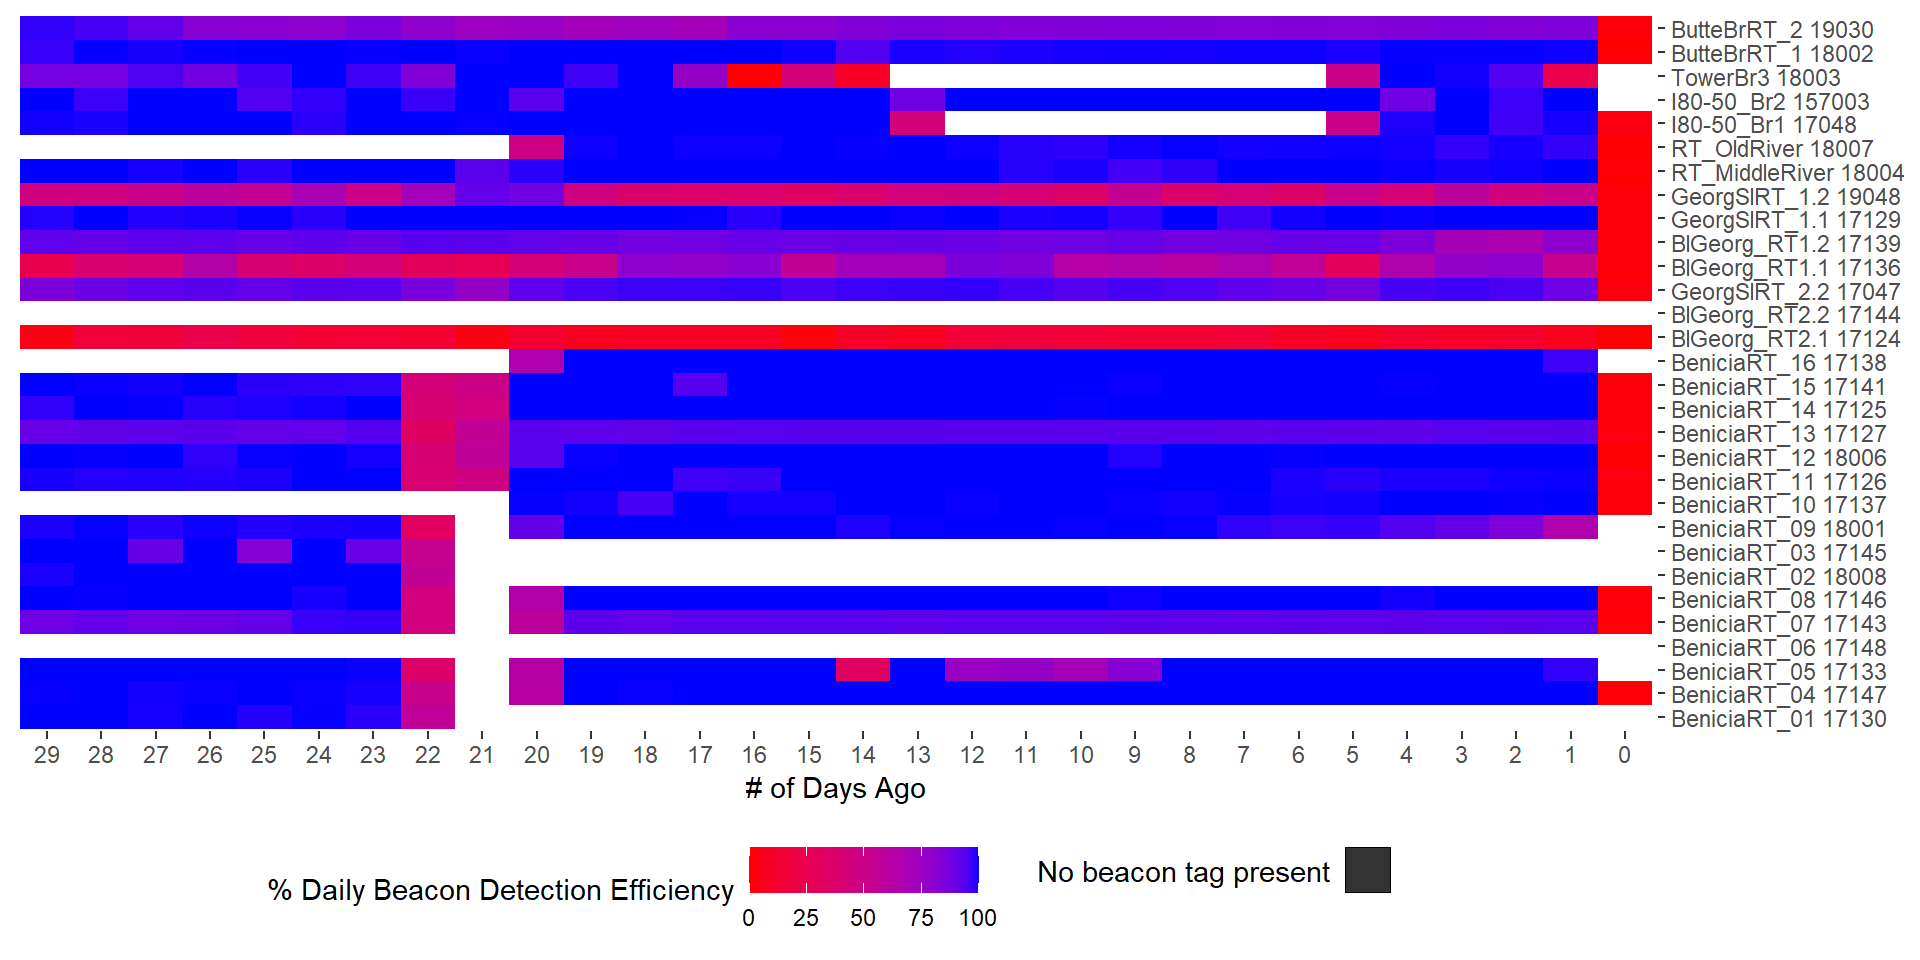 ButteBrRT_2 19030
ButteBrRT_1 18002
TowerBr3 18003
I80-50_Br2 157003
I80-50_Br1 17048
RT_OldRiver 18007
RT_MiddleRiver 18004
GeorgSlRT_1.2 19048
GeorgSlRT_1.1 17129
BlGeorg_RT1.2 17139
BlGeorg_RT1.1 17136
GeorgSlRT_2.2 17047
BlGeorg_RT2.2 17144
BlGeorg_RT2.1 17124
BeniciaRT_16 17138
BeniciaRT_15 17141
BeniciaRT_14 17125
BeniciaRT_13 17127
BeniciaRT_12 18006
BeniciaRT_11 17126
BeniciaRT_10 17137
BeniciaRT_09 18001
BeniciaRT_03 17145
BeniciaRT_02 18008
BeniciaRT_08 17146
BeniciaRT_07 17143
BeniciaRT_06 17148
BeniciaRT_05 17133
BeniciaRT_04 17147
BeniciaRT_01 17130
29 28 27 26 25 24 23 22 21 20 19 18 17 16 15 14 13 12 11 10 9 8 7 6 5 4 3 2 1 0
# of Days Ago
% Daily Beacon Detection Efficiency
0 25 50 75 100
No beacon tag present